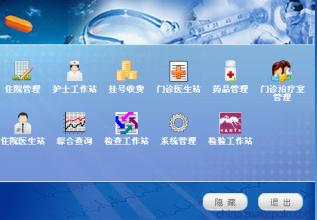 住院管理 护士工作站 挂号收费 门诊医生站 药品管理 门诊治疗室管理
住院医生站 综合查询 检查工作站 系统管理 检验工作站
隐藏 退出